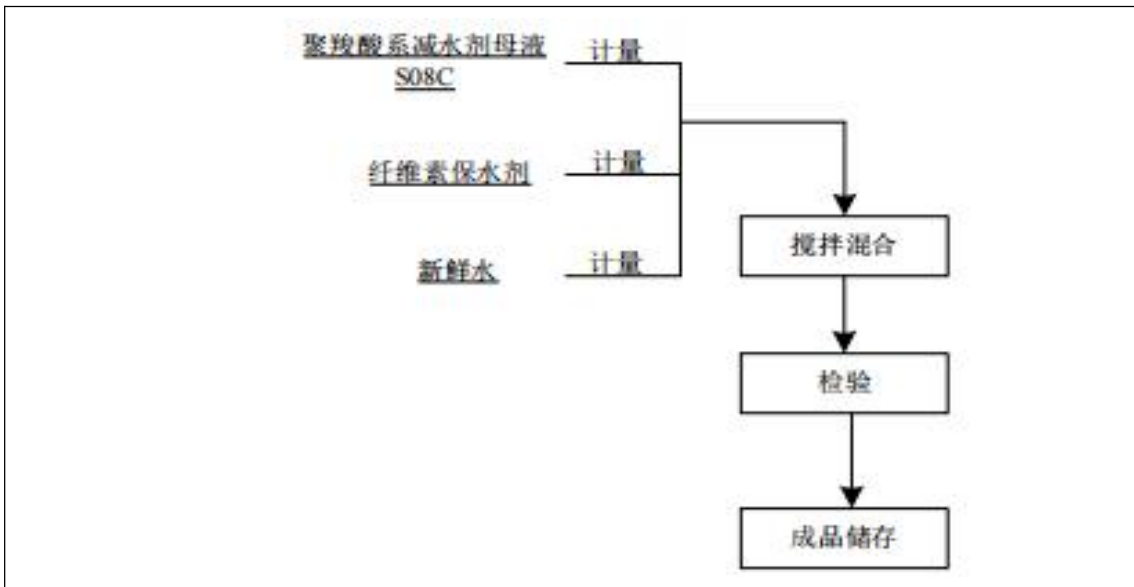 聚羧酸系减水剂母液
S08C
计量
纤维素保水剂
计量
新鲜水
计量
搅拌混合
检验
成品储存